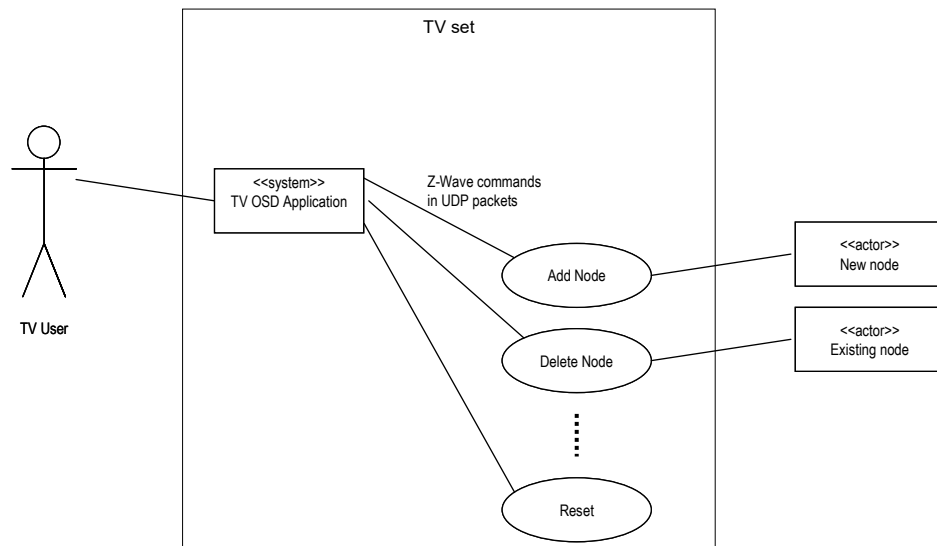 TV set
<<system>>
TV OSD Application
Z-Wave commands
in UDP packets
Add Node
<<actor>>
New node
TV User
Delete Node
<<actor>>
Existing node
Reset